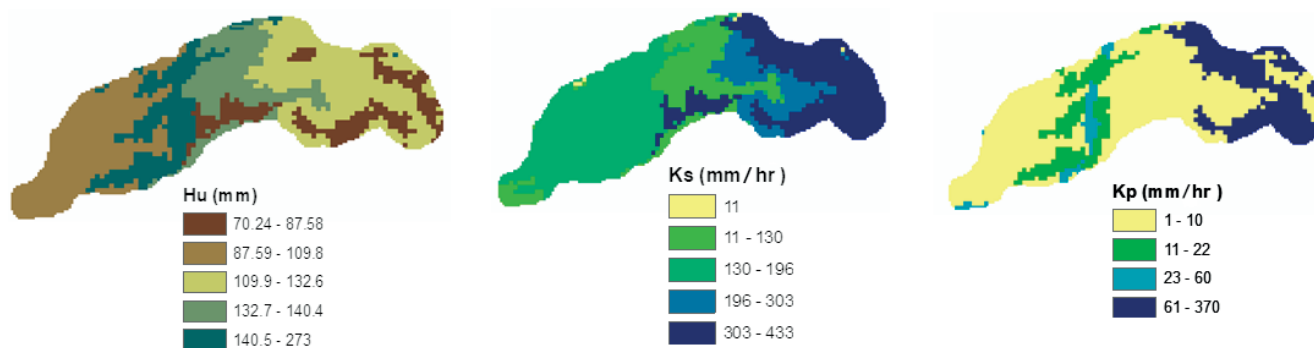 Hu (mm)
70.24 - 87.58
87.59 - 109.8
109.9 - 132.6
132.7 - 140.4
140.5 - 273
Ks (mm / hr)
11
11 - 130
130 - 196
196 - 303
303 - 433
Kp (mm / hr)
1 - 10
11 - 22
23 - 60
61 - 370